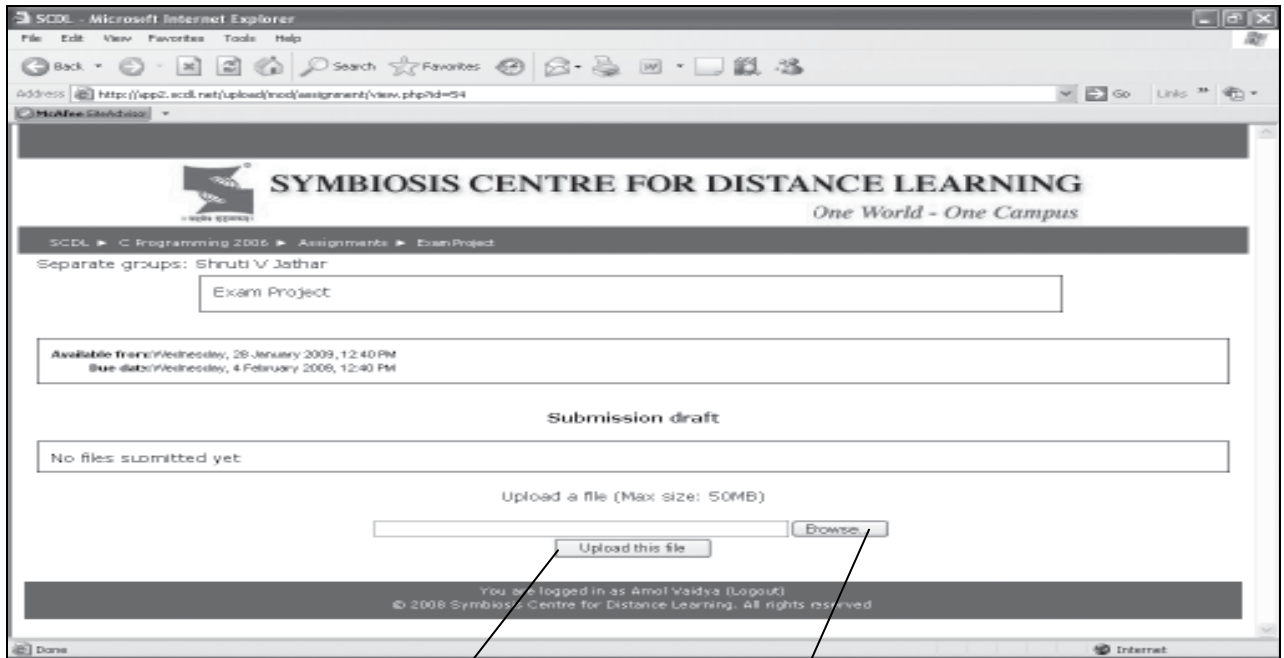 SCDL - Microsoft Internet Explorer
File Edit View Favorites Tools Help
Back Search Favorites
Address http://app2.scdl.net/upload/mod/assignment/view.php?id=54 Go Links »
McAfee SiteAdvisor
SYMBIOSIS CENTRE FOR DISTANCE LEARNING
One World - One Campus
SCDL ► C Programming 2006 ► Assignments ► Exam Project
Separate groups: Shruti V Jathar
Exam Project
Available from: Wednesday, 28 January 2009, 12:40 PM
Due date: Wednesday, 4 February 2009, 12:40 PM
Submission draft
No files submitted yet
Upload a file (Max size: 50MB)
Browse...
Upload this file
You are logged in as Amol Vaidya (Logout)
© 2008 Symbiosis Centre for Distance Learning. All rights reserved
Done Internet